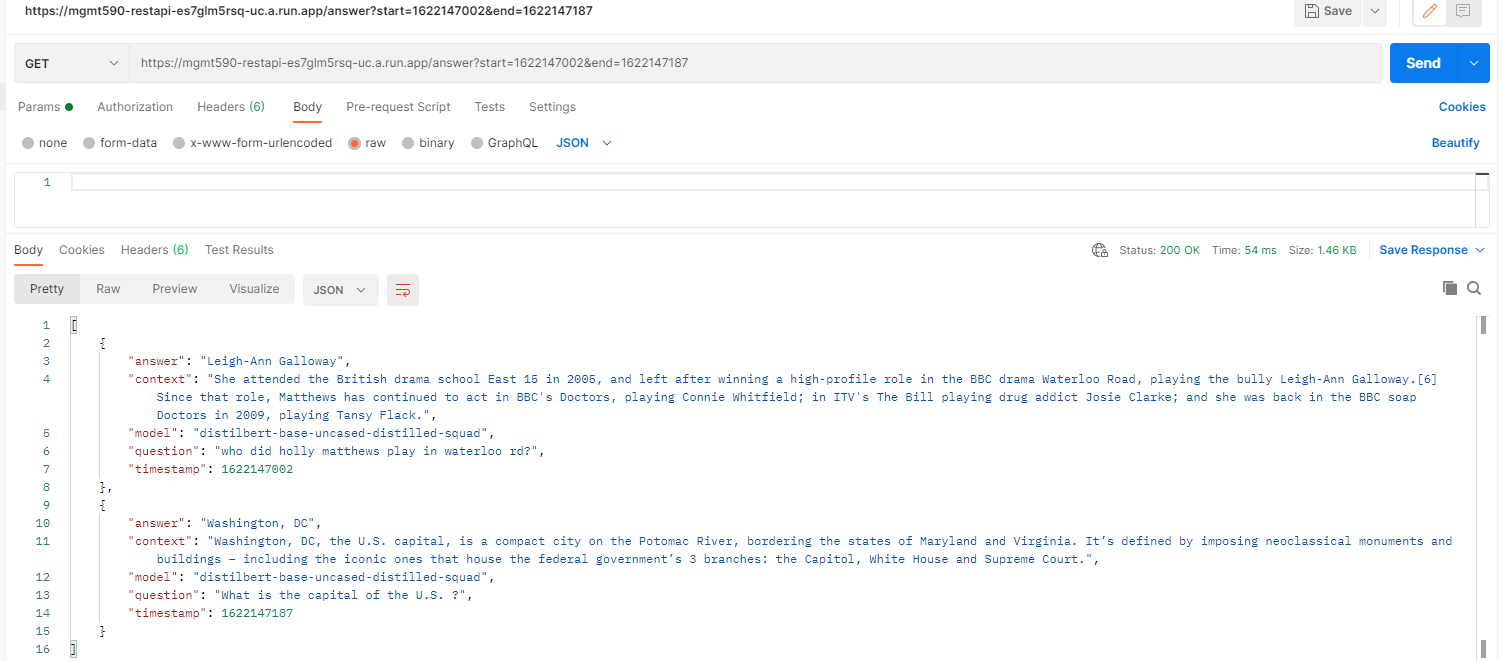 https://mgmt590-restapi-es7glm5rsq-uc.a.run.app/answer?start=1622147002&end=1622147187
Save
GET
https://mgmt590-restapi-es7glm5rsq-uc.a.run.app/answer?start=1622147002&end=1622147187
Send
Params Authorization Headers (6) Body Pre-request Script Tests Settings Cookies
none form-data x-www-form-urlencoded raw binary GraphQL JSON Beautify
1
Body Cookies Headers (6) Test Results Status: 200 OK Time: 54 ms Size: 1.46 KB Save Response
Pretty Raw Preview Visualize JSON
1 [
2 {
3 "answer": "Leigh-Ann Galloway",
4 "context": "She attended the British drama school East 15 in 2005, and left after winning a high-profile role in the BBC drama Waterloo Road, playing the bully Leigh-Ann Galloway.[6]
Since that role, Matthews has continued to act in BBC's Doctors, playing Connie Whitfield; in ITV's The Bill playing drug addict Josie Clarke; and she was back in the BBC soap
Doctors in 2009, playing Tansy Flack.",
5 "model": "distilbert-base-uncased-distilled-squad",
6 "question": "who did holly matthews play in waterloo rd?",
7 "timestamp": 1622147002
8 },
9 {
10 "answer": "Washington, DC",
11 "context": "Washington, DC, the U.S. capital, is a compact city on the Potomac River, bordering the states of Maryland and Virginia. It’s defined by imposing neoclassical monuments and
buildings – including the iconic ones that house the federal government’s 3 branches: the Capitol, White House and Supreme Court.",
12 "model": "distilbert-base-uncased-distilled-squad",
13 "question": "What is the capital of the U.S. ?",
14 "timestamp": 1622147187
15 }
16 ]